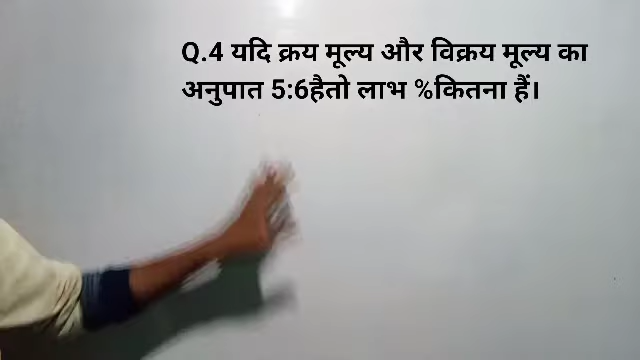 Q.4 यदि क्रय मूल्य और विक्रय मूल्य का
अनुपात 5:6हैतो लाभ %कितना हैं।